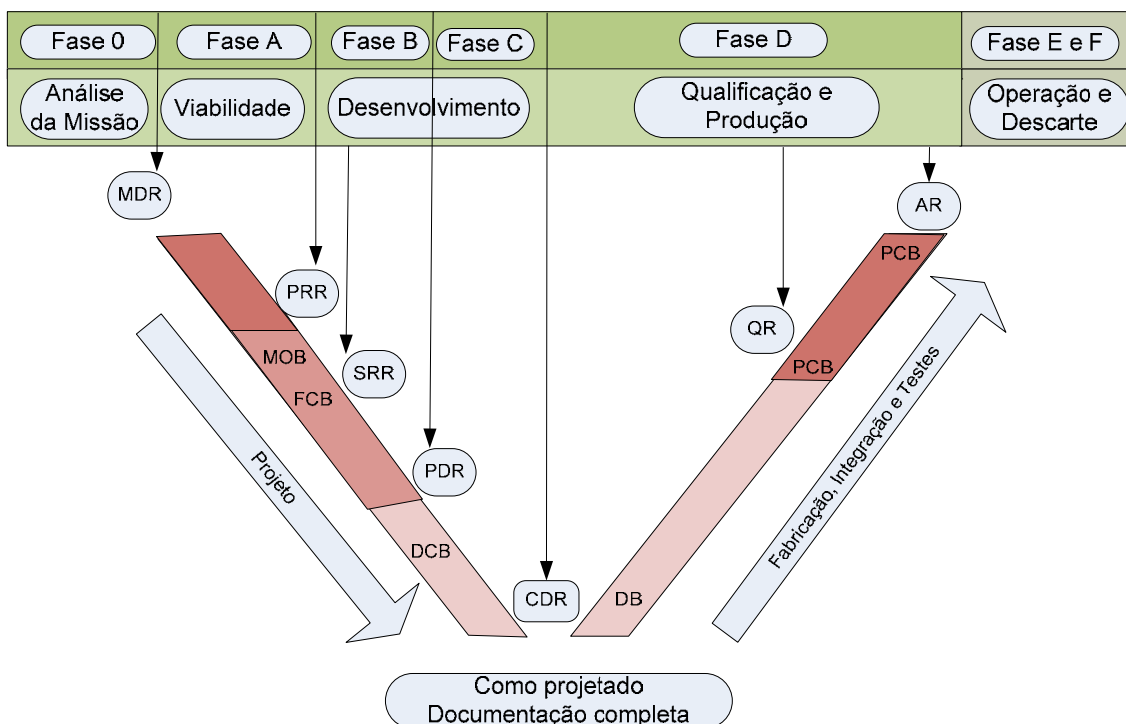 Fase 0
Fase A
Fase B
Fase C
Fase D
Fase E e F
Análise
da Missão
Viabilidade
Desenvolvimento
Qualificação e
Produção
Operação e
Descarte
MDR
AR
PRR
PCB
QR
MOB
SRR
PCB
FCB
PDR
Projeto
Fabricação, Integração e Testes
DCB
CDR
DB
Como projetado
Documentação completa